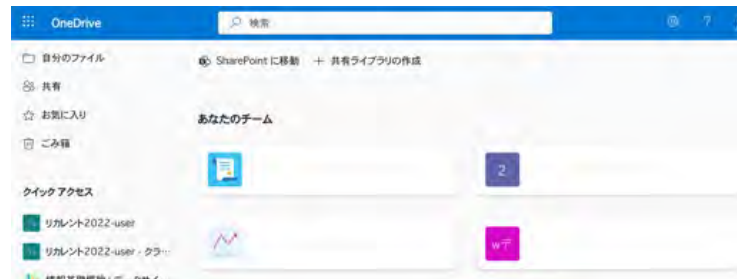 OneDrive
検索
?
自分のファイル
共有
お気に入り
ごみ箱
クイック アクセス
リカレント2022-user
リカレント2022-user - クラ…
SharePoint に移動
＋ 共有ライブラリの作成
あなたのチーム
2
wデ